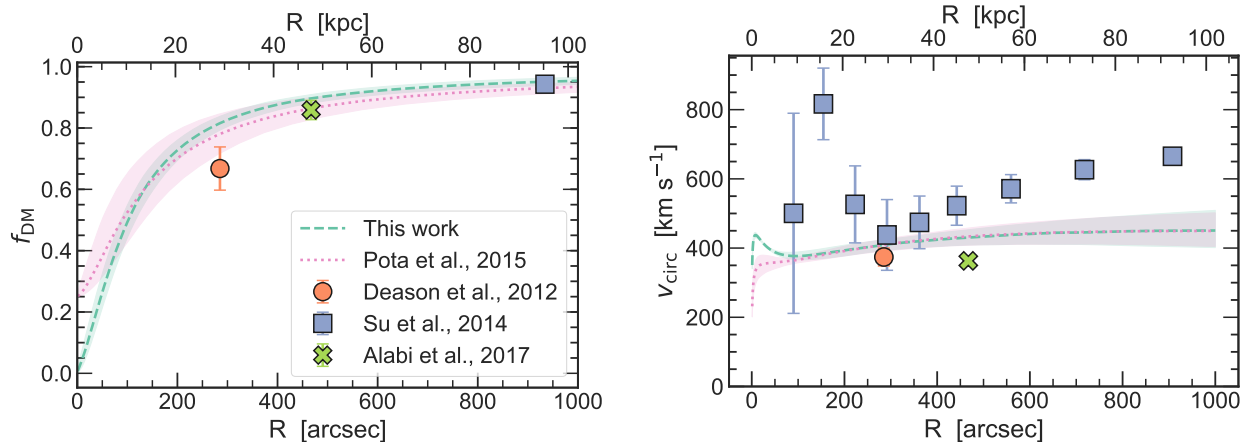 R [kpc]
0 20 40 60 80 100
1.0
0.8
0.6
0.4
0.2
0.0
f_DM
This work
Pota et al., 2015
Deason et al., 2012
Su et al., 2014
Alabi et al., 2017
0 200 400 600 800 1000
R [arcsec]
R [kpc]
0 20 40 60 80 100
800
600
400
200
0
v_circ [km s⁻¹]
0 200 400 600 800 1000
R [arcsec]